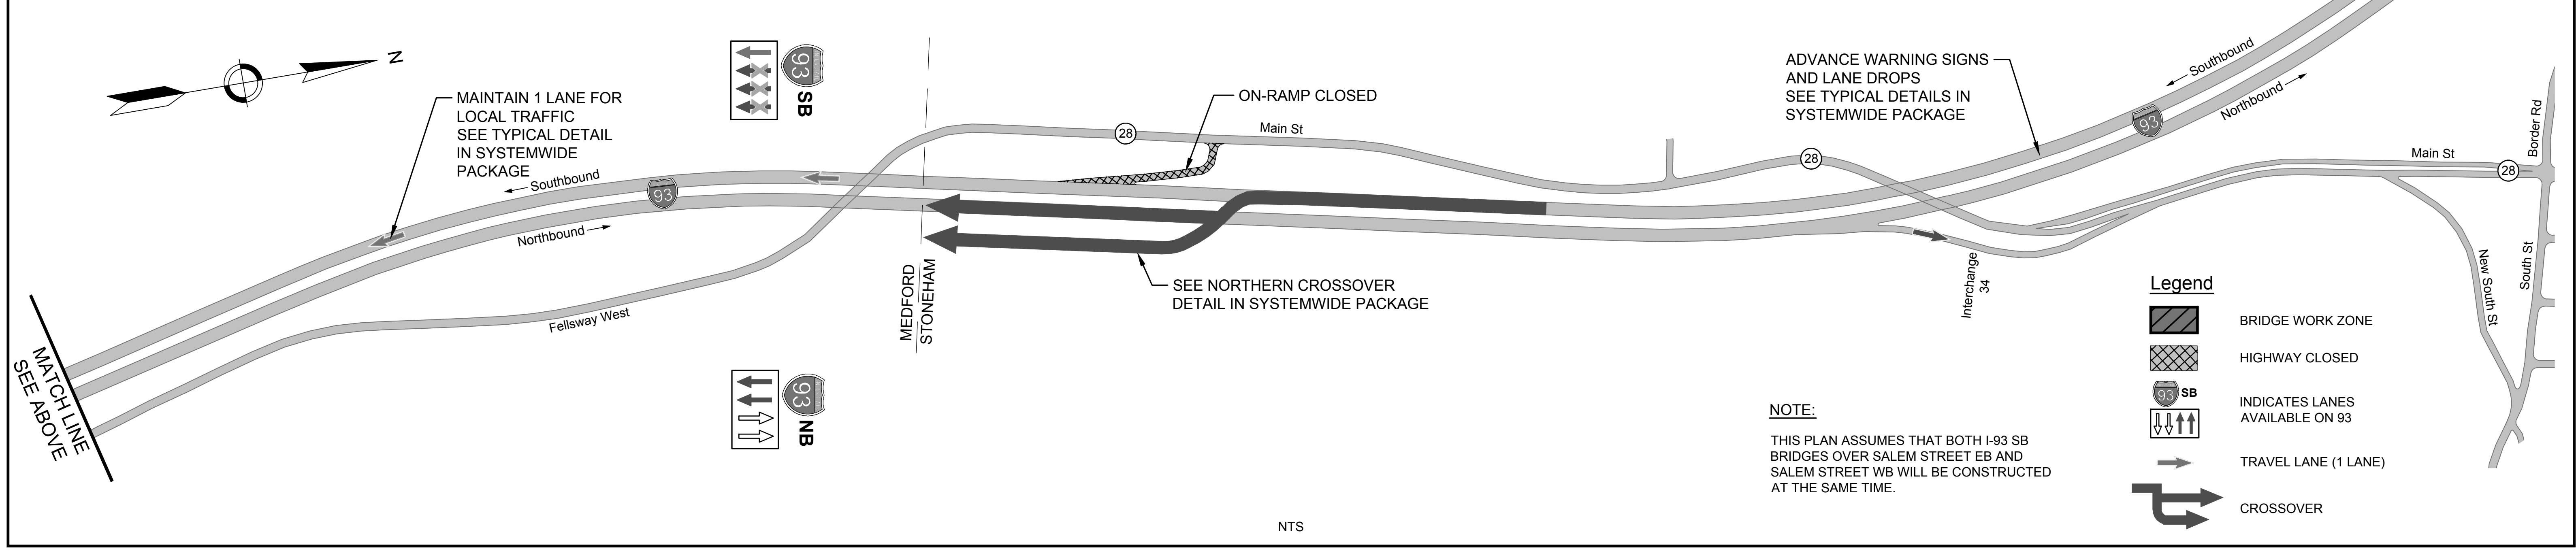 N
MAINTAIN 1 LANE FOR
LOCAL TRAFFIC
SEE TYPICAL DETAIL
IN SYSTEMWIDE
PACKAGE
93
SB
ON-RAMP CLOSED
28
Main St
ADVANCE WARNING SIGNS
AND LANE DROPS
SEE TYPICAL DETAILS IN
SYSTEMWIDE PACKAGE
Southbound
Northbound
93
28
Main St
28
Border Rd
Southbound
93
Northbound
Fellsway West
MEDFORD
STONEHAM
SEE NORTHERN CROSSOVER
DETAIL IN SYSTEMWIDE PACKAGE
Interchange
34
New South St
South St
MATCH LINE
SEE ABOVE
93
NB
NOTE:
THIS PLAN ASSUMES THAT BOTH I-93 SB
BRIDGES OVER SALEM STREET EB AND
SALEM STREET WB WILL BE CONSTRUCTED
AT THE SAME TIME.
NTS
Legend
BRIDGE WORK ZONE
HIGHWAY CLOSED
93 SB
INDICATES LANES
AVAILABLE ON 93
TRAVEL LANE (1 LANE)
CROSSOVER